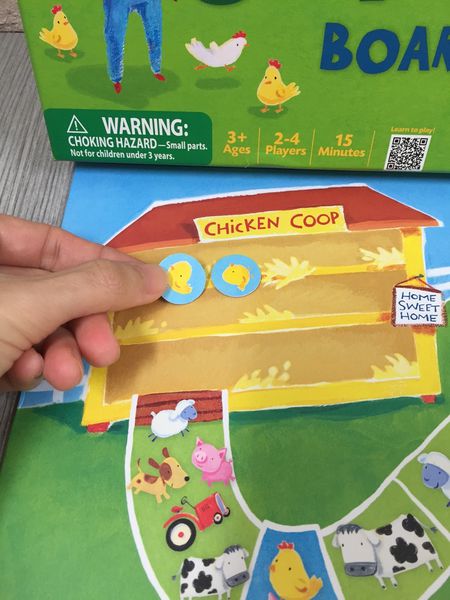 BOAR
WARNING:
CHOKING HAZARD—Small parts.
Not for children under 3 years.
3+
Ages
2-4
Players
15
Minutes
Learn to play!
CHICKEN COOP
HOME
SWEET
HOME